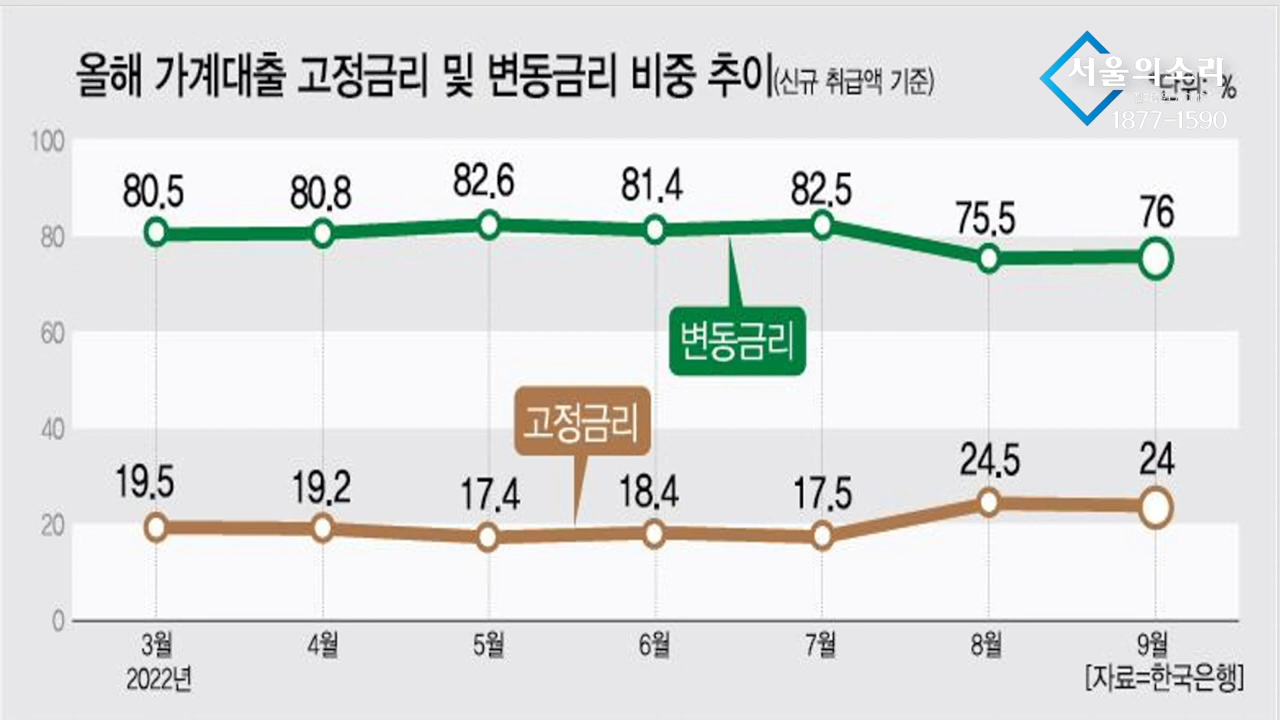 올해 가계대출 고정금리 및 변동금리 비중 추이(신규 취급액 기준)
서울의소리
단위: %
1877-1590
100
80.5 80.8 82.6 81.4 82.5 75.5 76
80
변동금리
60
고정금리
40
19.5 19.2 17.4 18.4 17.5 24.5 24
20
0
3월 4월 5월 6월 7월 8월 9월
2022년
[자료=한국은행]